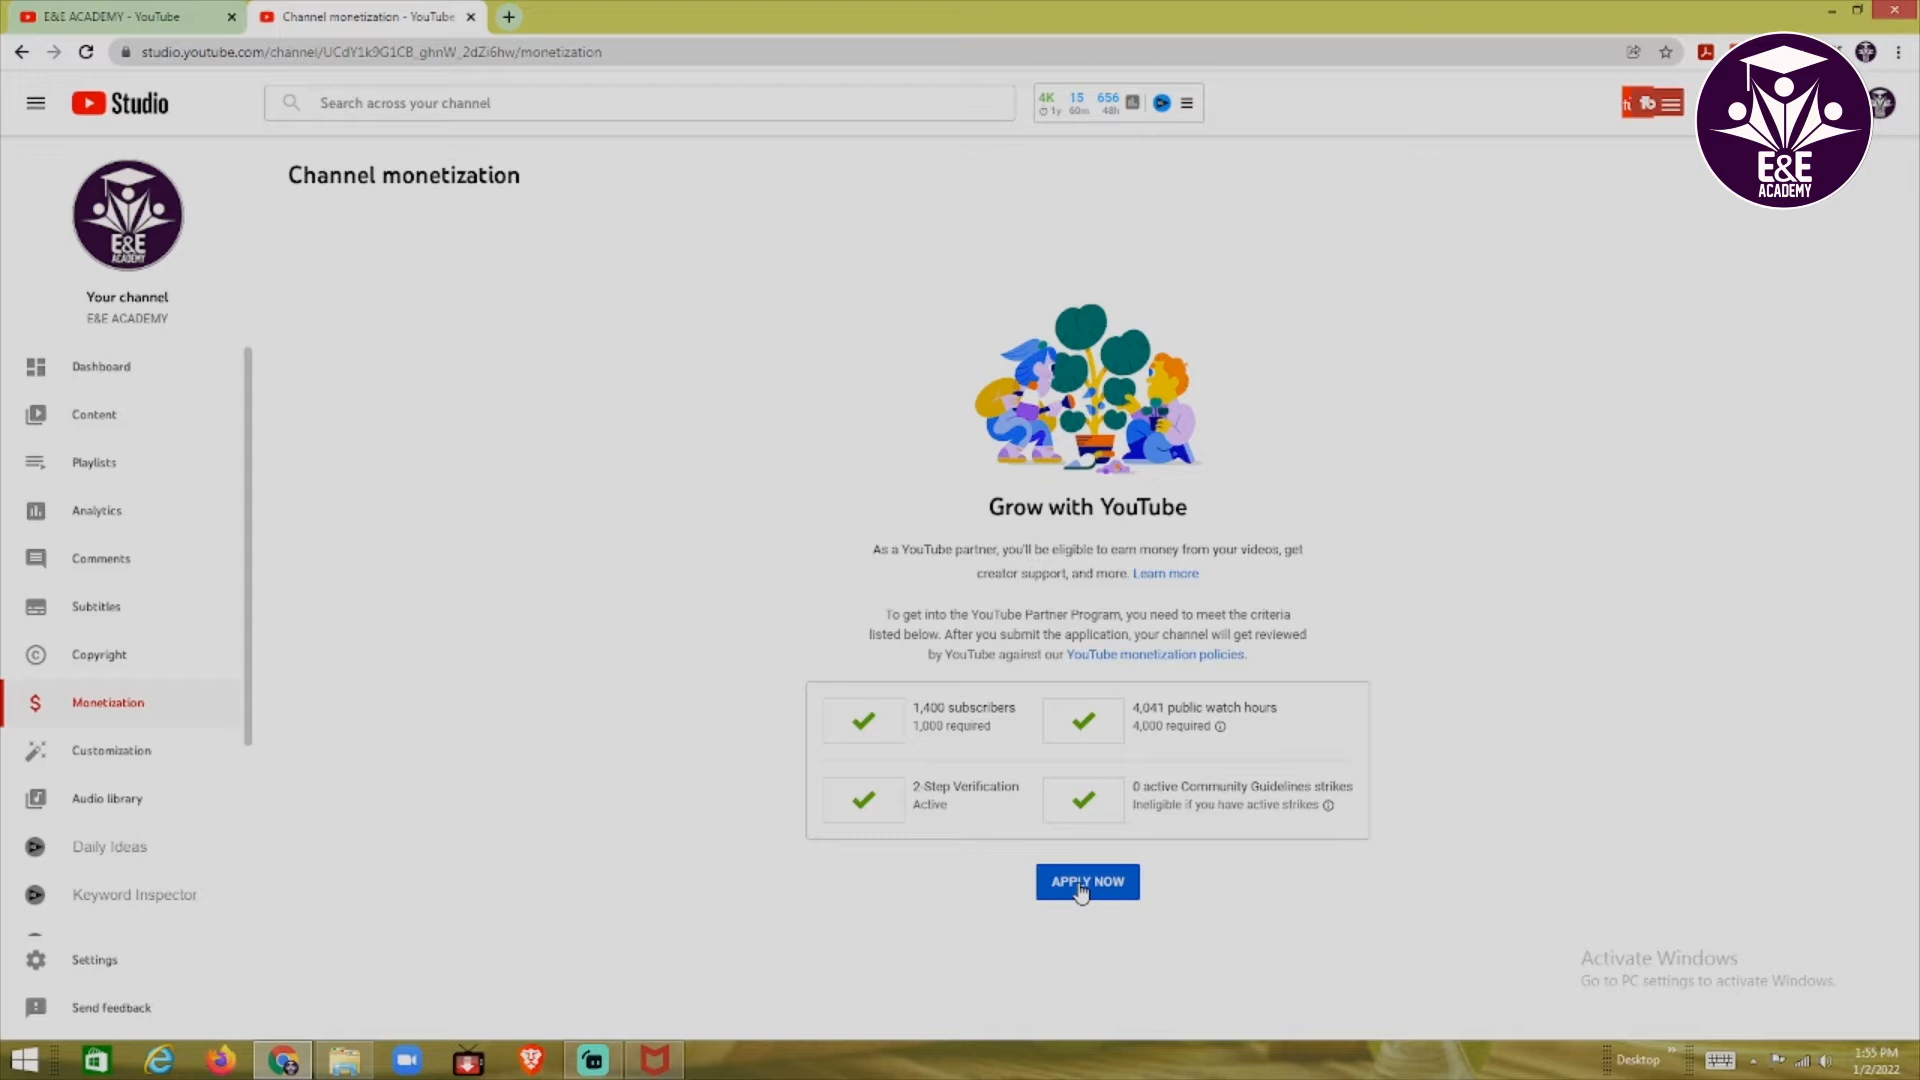 E&E ACADEMY - YouTube
Channel monetization - YouTube
studio.youtube.com/channel/UCdY1k9G1CB_ghnW_2dZi6hw/monetization
Studio
Search across your channel
4K 15 656
1y 60m 48h
E&E
ACADEMY
E&E
ACADEMY
Your channel
E&E ACADEMY
Dashboard
Content
Playlists
Analytics
Comments
Subtitles
Copyright
Monetization
Customization
Audio library
Daily Ideas
Keyword Inspector
Settings
Send feedback
Channel monetization
Grow with YouTube
As a YouTube partner, you'll be eligible to earn money from your videos, get
creator support, and more. Learn more
To get into the YouTube Partner Program, you need to meet the criteria
listed below. After you submit the application, your channel will get reviewed
by YouTube against our YouTube monetization policies.
1,400 subscribers
1,000 required
4,041 public watch hours
4,000 required
2-Step Verification
Active
0 active Community Guidelines strikes
Ineligible if you have active strikes
APPLY NOW
Activate Windows
Go to PC settings to activate Windows.
Desktop
1:55 PM
1/2/2022